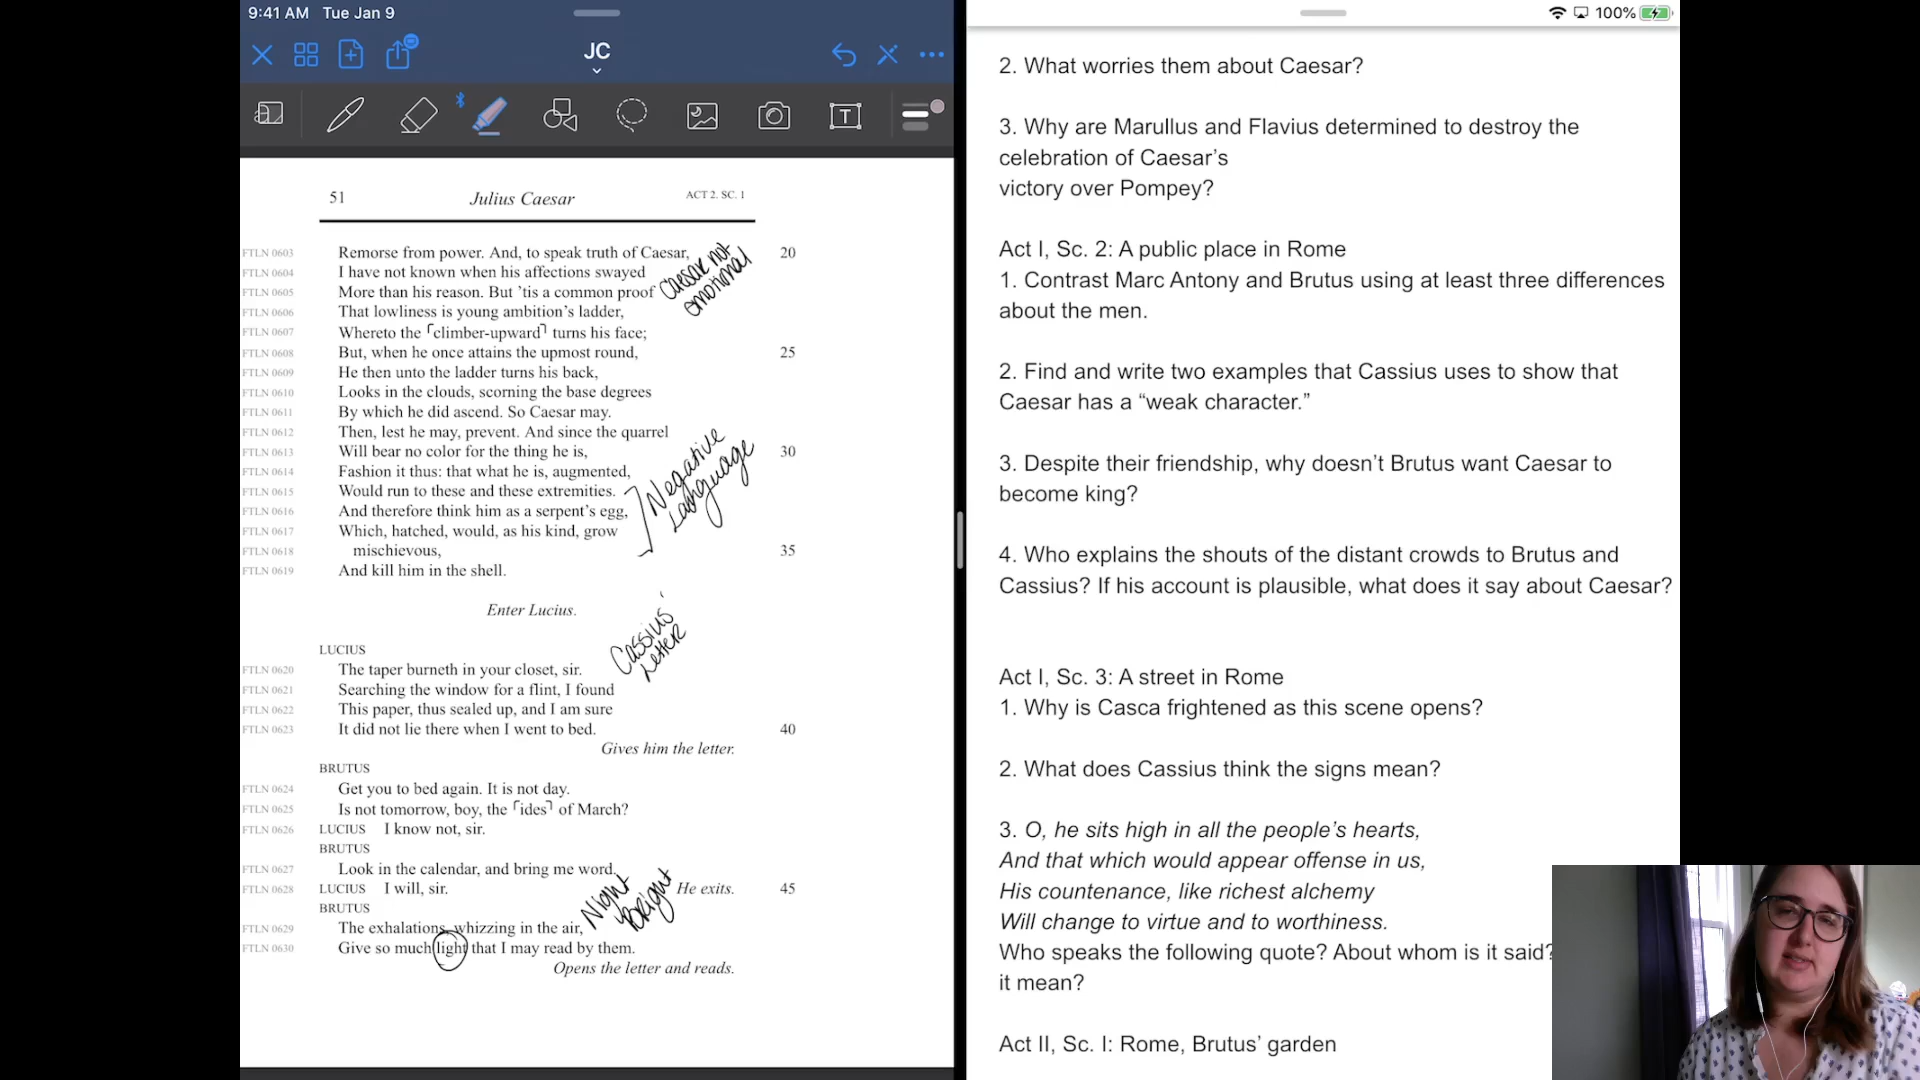 9:41 AM Tue Jan 9
JC
T
51 Julius Caesar ACT 2. SC. 1
FTLN 0603 Remorse from power. And, to speak truth of Caesar, 20
FTLN 0604 I have not known when his affections swayed
FTLN 0605 More than his reason. But ’tis a common proof
Caesar not
emotional
FTLN 0606 That lowliness is young ambition’s ladder,
FTLN 0607 Whereto the ⌜climber-upward⌝ turns his face;
FTLN 0608 But, when he once attains the upmost round, 25
FTLN 0609 He then unto the ladder turns his back,
FTLN 0610 Looks in the clouds, scorning the base degrees
FTLN 0611 By which he did ascend. So Caesar may.
FTLN 0612 Then, lest he may, prevent. And since the quarrel
FTLN 0613 Will bear no color for the thing he is, 30
FTLN 0614 Fashion it thus: that what he is, augmented,
FTLN 0615 Would run to these and these extremities.
FTLN 0616 And therefore think him as a serpent’s egg,
FTLN 0617 Which, hatched, would, as his kind, grow
FTLN 0618 mischievous, 35
FTLN 0619 And kill him in the shell.
Negative
Language
Enter Lucius.
Cassius'
Letter
LUCIUS
FTLN 0620 The taper burneth in your closet, sir.
FTLN 0621 Searching the window for a flint, I found
FTLN 0622 This paper, thus sealed up, and I am sure
FTLN 0623 It did not lie there when I went to bed. 40
Gives him the letter.
BRUTUS
FTLN 0624 Get you to bed again. It is not day.
FTLN 0625 Is not tomorrow, boy, the ⌜ides⌝ of March?
FTLN 0626 LUCIUS I know not, sir.
BRUTUS
FTLN 0627 Look in the calendar, and bring me word.
FTLN 0628 LUCIUS I will, sir. He exits. 45
Night
Bright
BRUTUS
FTLN 0629 The exhalations, whizzing in the air,
FTLN 0630 Give so much light that I may read by them.
Opens the letter and reads.
100%
2. What worries them about Caesar?
3. Why are Marullus and Flavius determined to destroy the
celebration of Caesar’s
victory over Pompey?
Act I, Sc. 2: A public place in Rome
1. Contrast Marc Antony and Brutus using at least three differences
about the men.
2. Find and write two examples that Cassius uses to show that
Caesar has a “weak character.”
3. Despite their friendship, why doesn’t Brutus want Caesar to
become king?
4. Who explains the shouts of the distant crowds to Brutus and
Cassius? If his account is plausible, what does it say about Caesar?
Act I, Sc. 3: A street in Rome
1. Why is Casca frightened as this scene opens?
2. What does Cassius think the signs mean?
3. O, he sits high in all the people’s hearts,
And that which would appear offense in us,
His countenance, like richest alchemy
Will change to virtue and to worthiness.
Who speaks the following quote? About whom is it said?
it mean?
Act II, Sc. I: Rome, Brutus’ garden